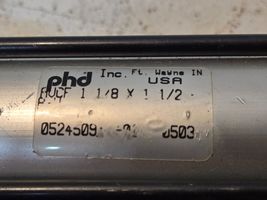 phd Inc. Ft. Wayne IN
USA
1 1/8 X 1 1/2
0524509 0503